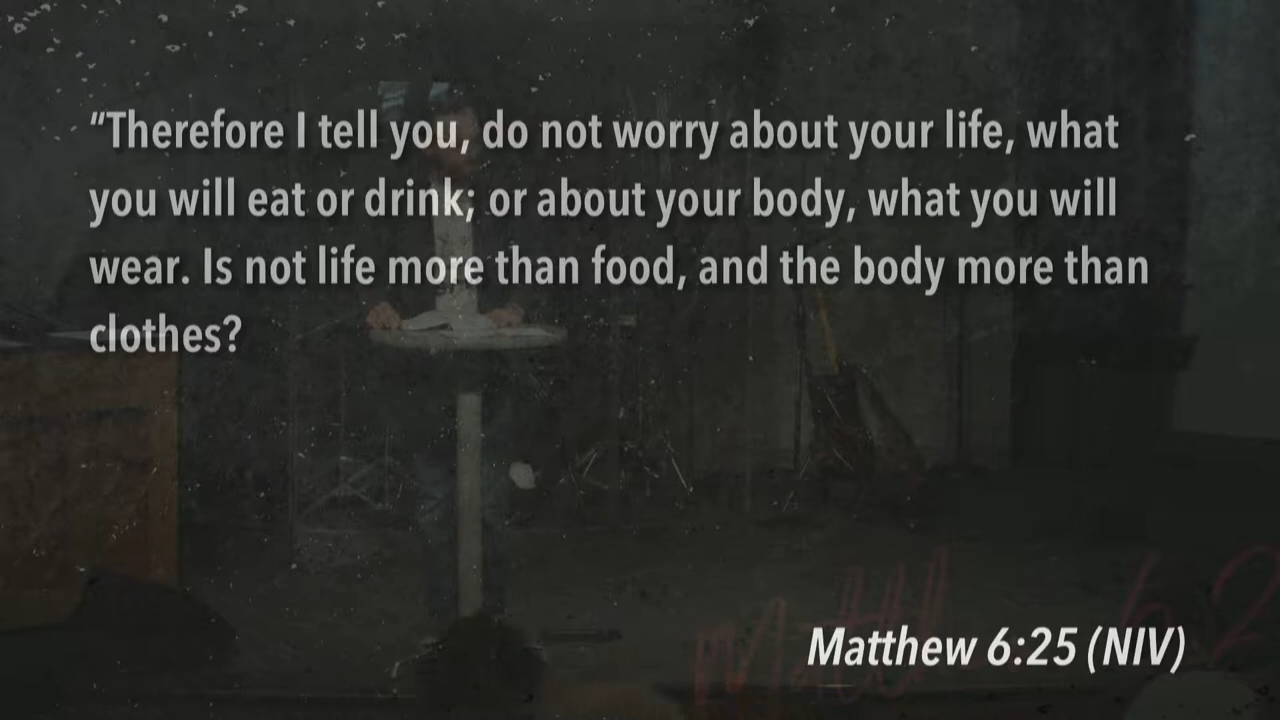 “Therefore I tell you, do not worry about your life, what
you will eat or drink; or about your body, what you will
wear. Is not life more than food, and the body more than
clothes?
Matthew 6:25 (NIV)